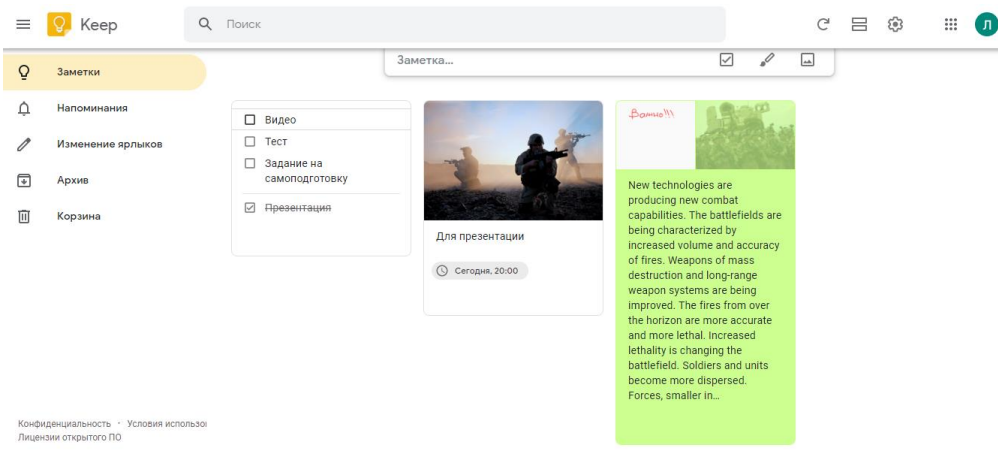 Keep
Поиск
Л
Заметки
Напоминания
Изменение ярлыков
Архив
Корзина
Конфиденциальность · Условия использо
Лицензии открытого ПО
Заметка...
Видео
Тест
Задание на
самоподготовку
Презентация
Для презентации
Сегодня, 20:00
Важно!!!
New technologies are
producing new combat
capabilities. The battlefields are
being characterized by
increased volume and accuracy
of fires. Weapons of mass
destruction and long-range
weapon systems are being
improved. The fires from over
the horizon are more accurate
and more lethal. Increased
lethality is changing the
battlefield. Soldiers and units
become more dispersed.
Forces, smaller in...